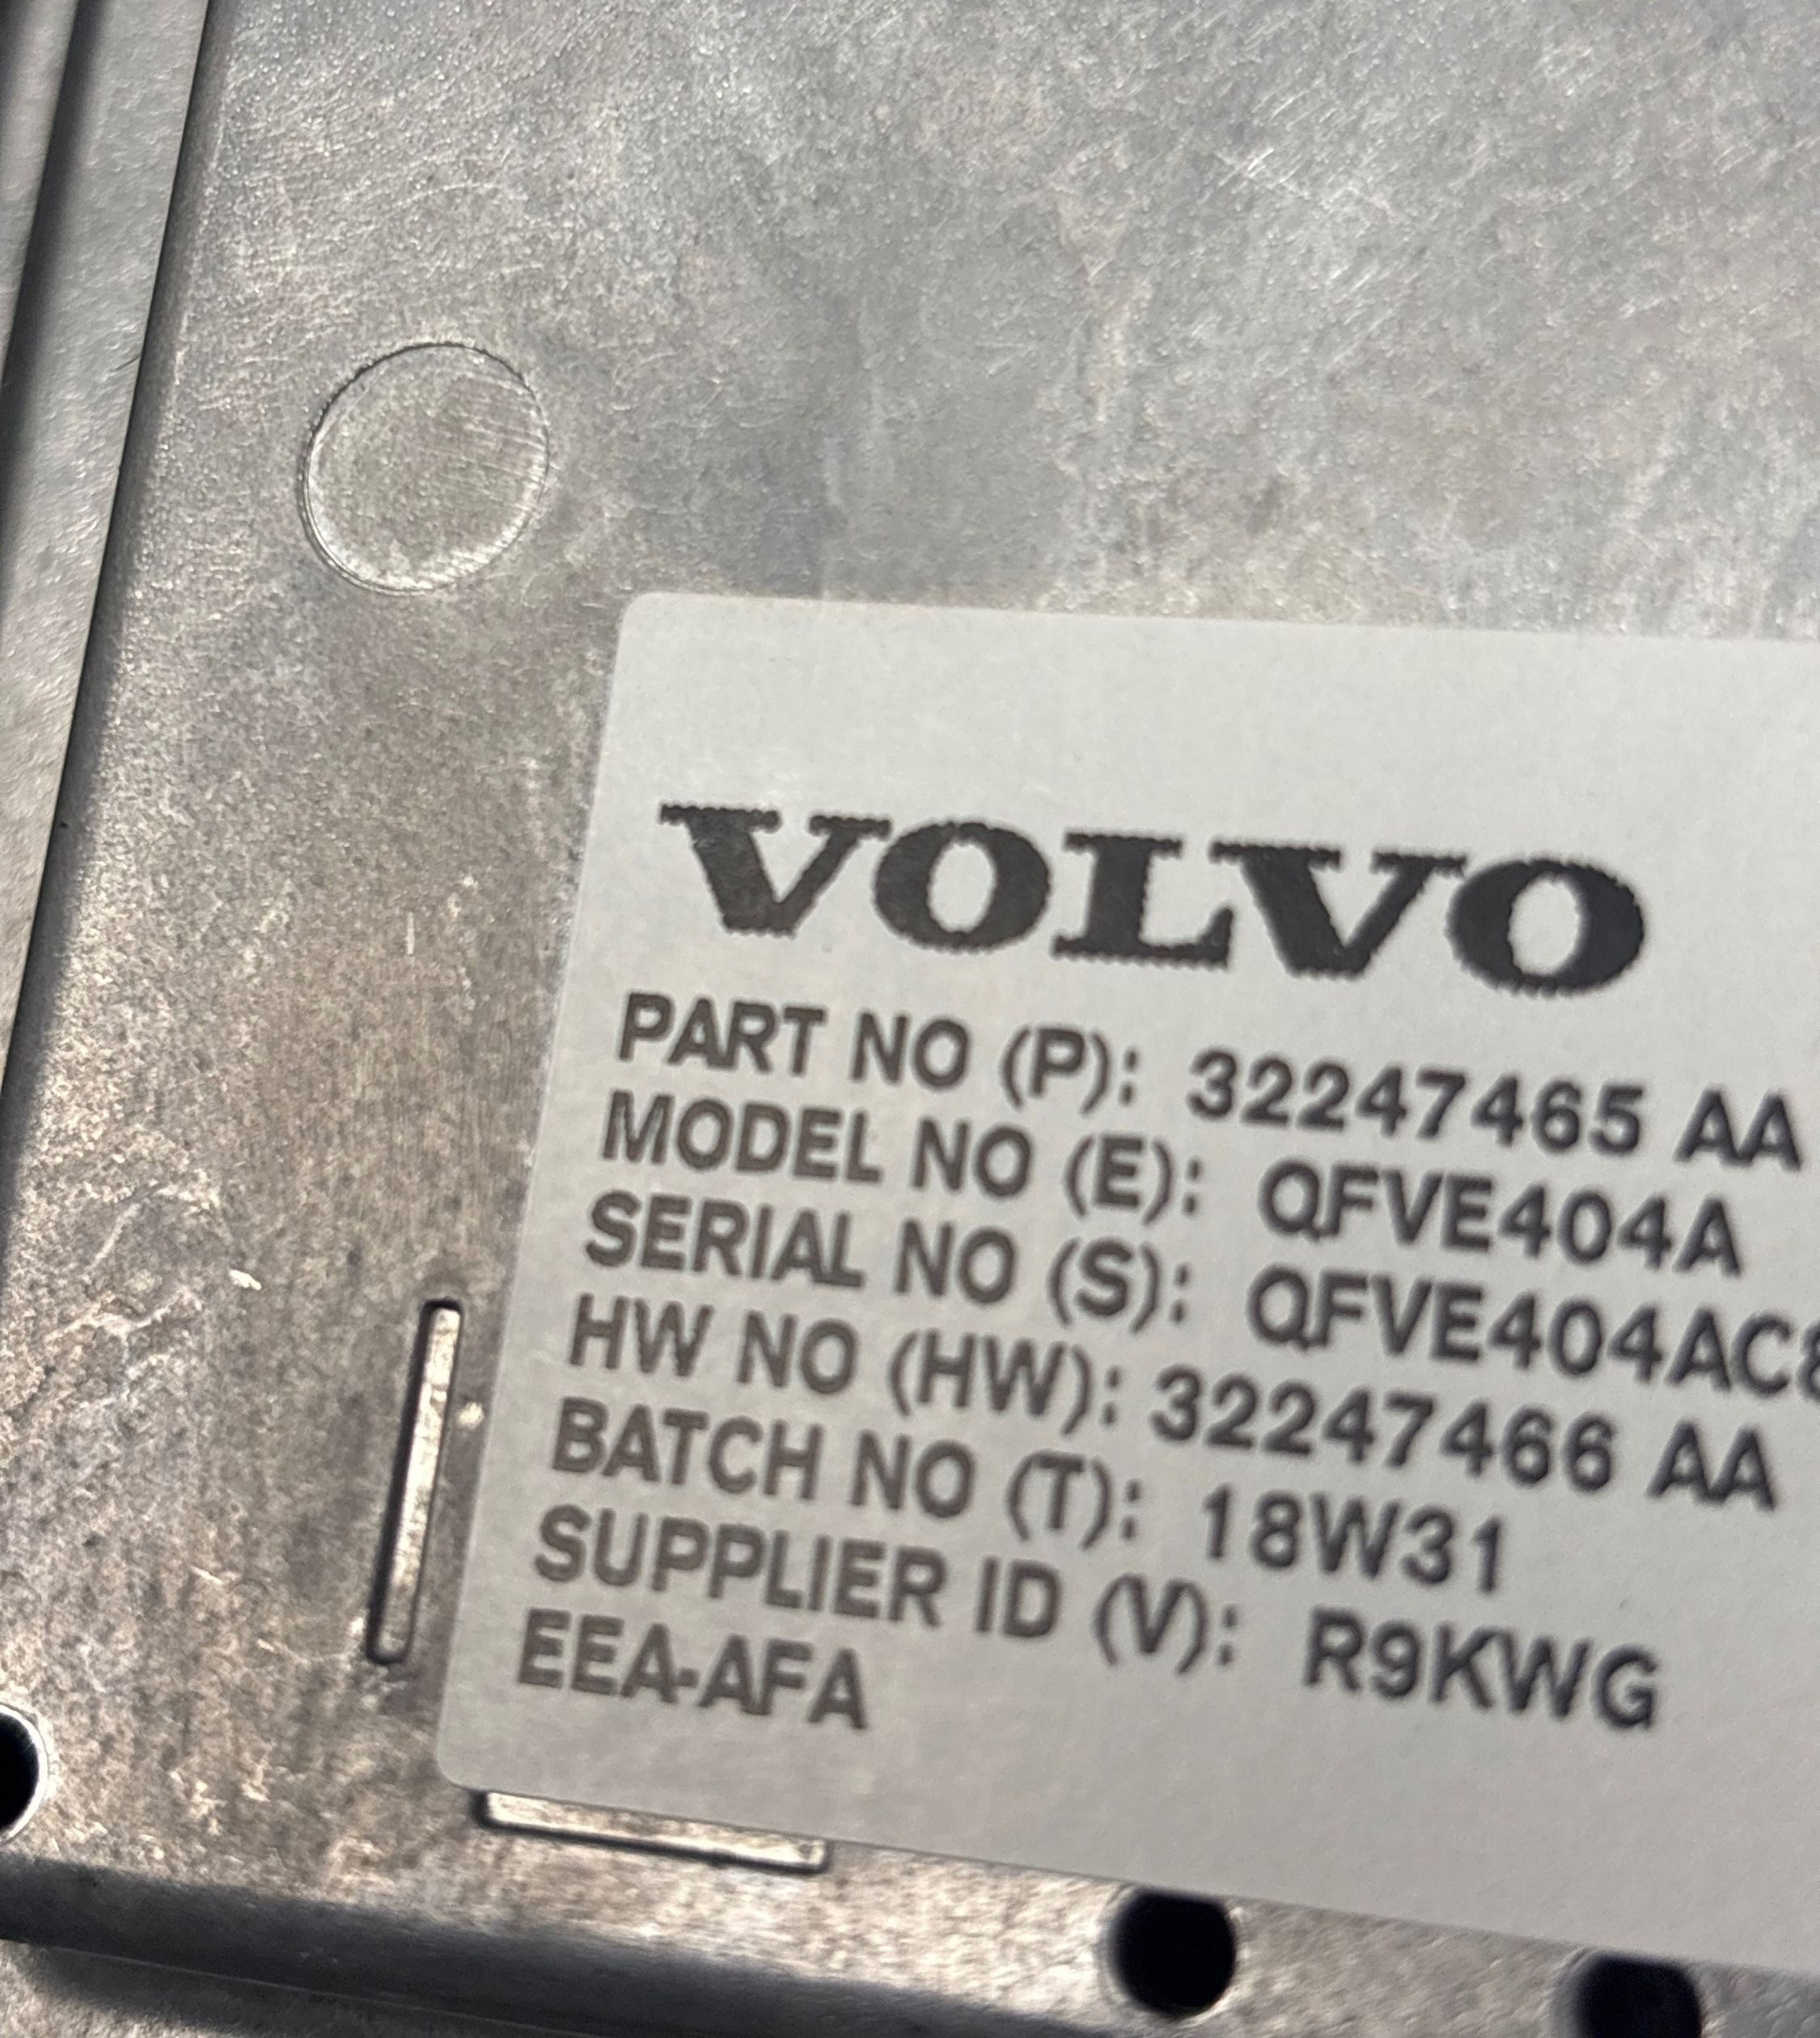 VOLVO
PART NO (P): 32247465 AA
MODEL NO (E): QFVE404A
SERIAL NO (S): QFVE404AC8
HW NO (HW): 32247466 AA
BATCH NO (T): 18W31
SUPPLIER ID (V): R9KWG
EEA-AFA